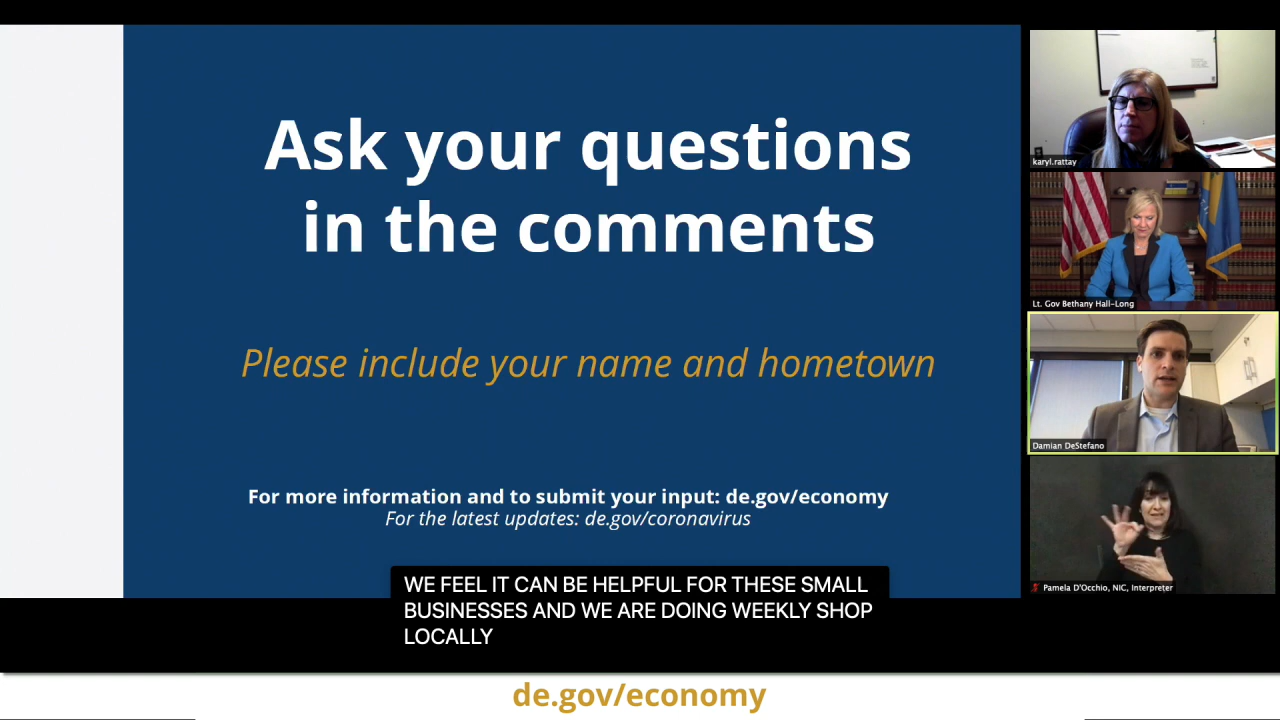 Ask your questions
in the comments
Please include your name and hometown
For more information and to submit your input: de.gov/economy
For the latest updates: de.gov/coronavirus
karyl.rattay
Lt. Gov Bethany Hall-Long
Damian DeStefano
Pamela D'Occhio, NIC, Interpreter
WE FEEL IT CAN BE HELPFUL FOR THESE SMALL
BUSINESSES AND WE ARE DOING WEEKLY SHOP
LOCALLY
de.gov/economy